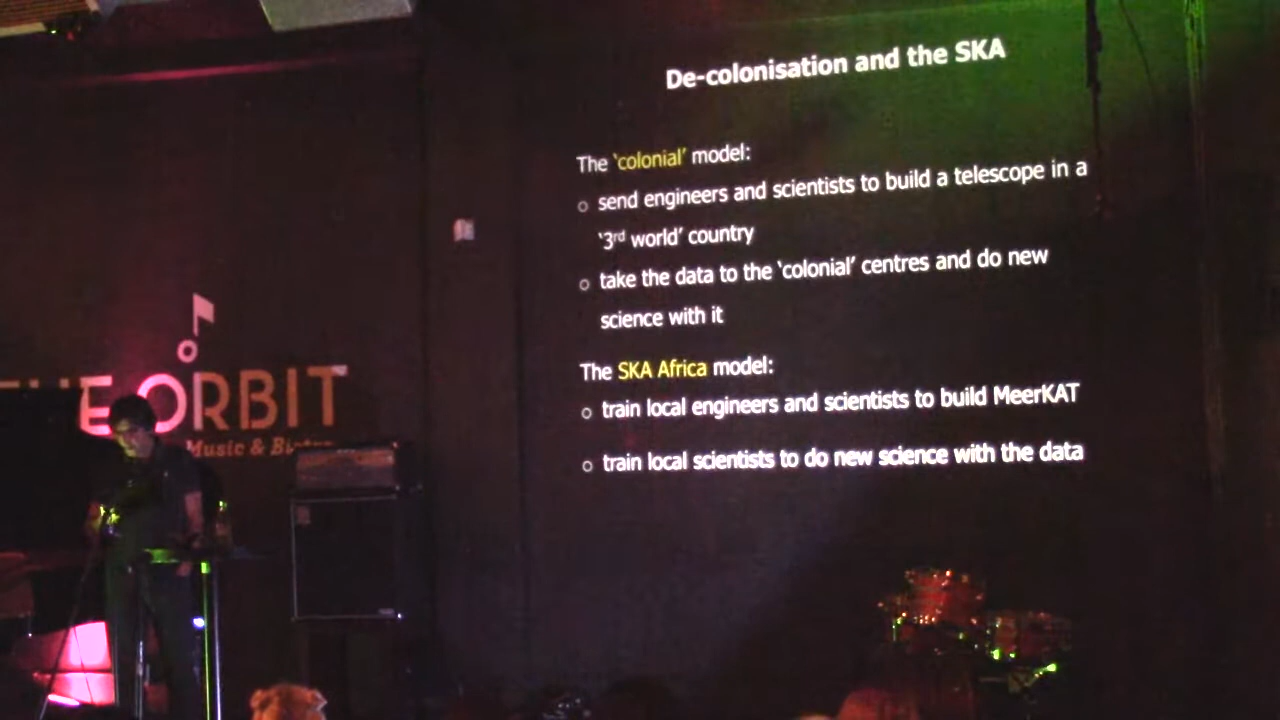 De-colonisation and the SKA
The 'colonial' model:
o send engineers and scientists to build a telescope in a
'3rd world' country
o take the data to the 'colonial' centres and do new
science with it
The SKA Africa model:
o train local engineers and scientists to build MeerKAT
o train local scientists to do new science with the data
THE ORBIT
Music & Bistro